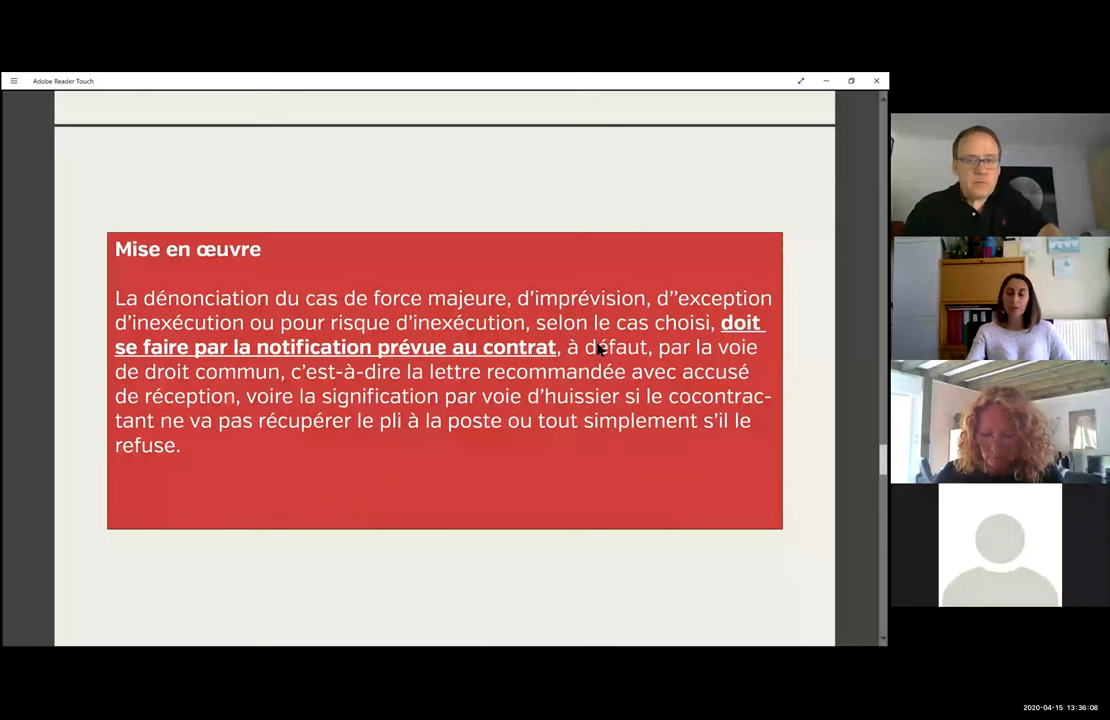 Adobe Reader Touch
Mise en œuvre
La dénonciation du cas de force majeure, d'imprévision, d''exception
d'inexécution ou pour risque d'inexécution, selon le cas choisi, doit
se faire par la notification prévue au contrat, à défaut, par la voie
de droit commun, c'est-à-dire la lettre recommandée avec accusé
de réception, voire la signification par voie d'huissier si le cocontrac-
tant ne va pas récupérer le pli à la poste ou tout simplement s'il le
refuse.
2020-04-15 13:36:08